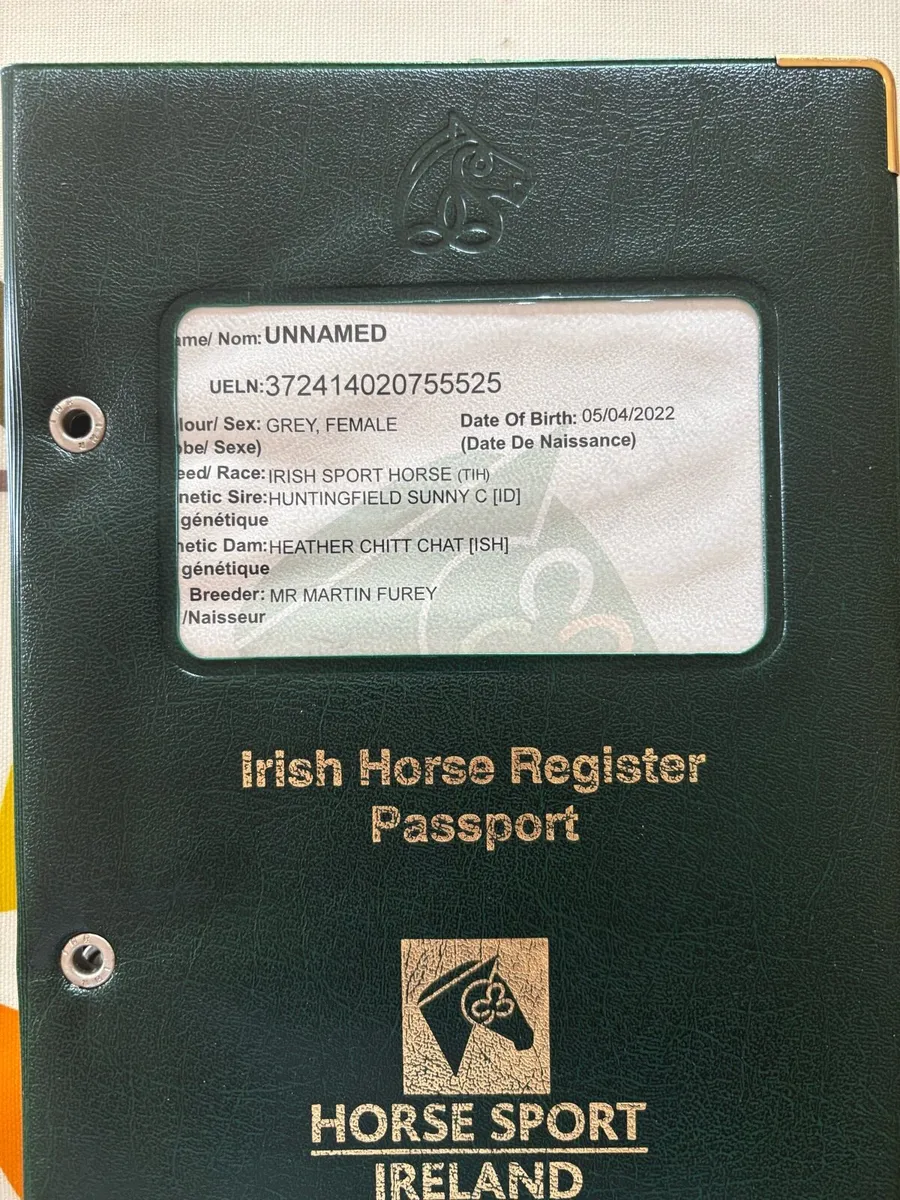 ame/ Nom: UNNAMED
UELN: 372414020755525
lour/ Sex: GREY, FEMALE Date Of Birth: 05/04/2022
be/ Sexe) (Date De Naissance)
eed/ Race: IRISH SPORT HORSE (TIH)
netic Sire: HUNTINGFIELD SUNNY C [ID]
génétique
netic Dam: HEATHER CHITT CHAT [ISH]
génétique
Breeder: MR MARTIN FUREY
/Naisseur
Irish Horse Register
Passport
HORSE SPORT
IRELAND